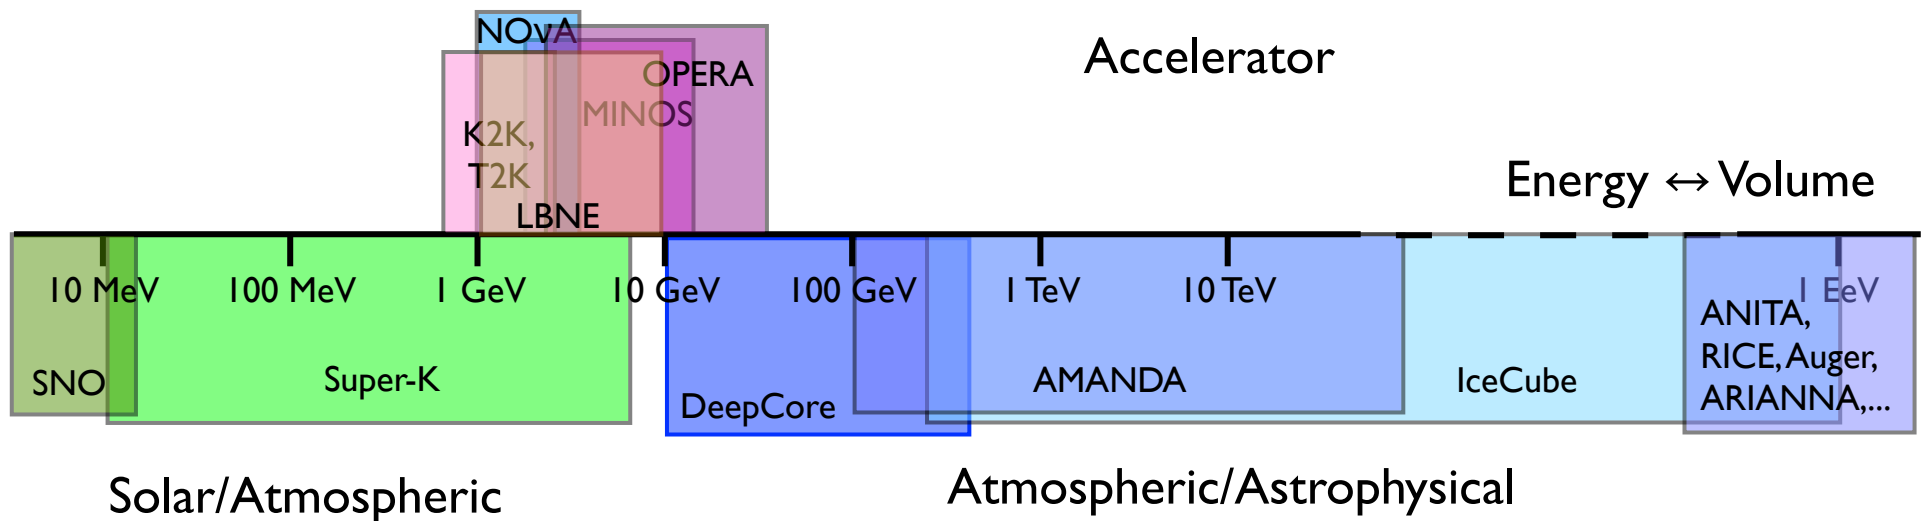 NOνA
Accelerator
OPERA
MINOS
K2K,
T2K
LBNE
Energy ↔ Volume
10 MeV
100 MeV
1 GeV
10 GeV
100 GeV
1 TeV
10 TeV
1 EeV
SNO
Super-K
DeepCore
AMANDA
IceCube
ANITA,
RICE, Auger,
ARIANNA,...
Solar/Atmospheric
Atmospheric/Astrophysical